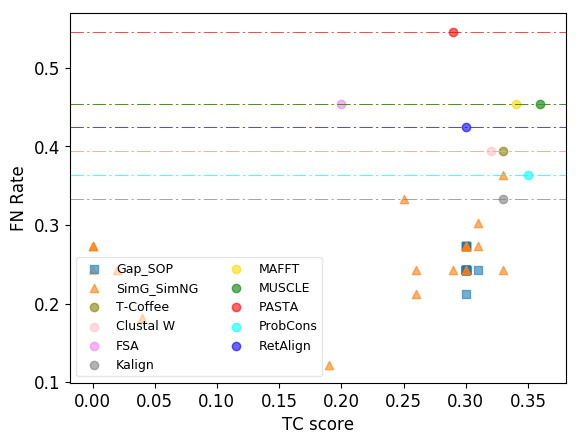 FN Rate
0.5
0.4
0.3
0.2
0.1
Gap_SOP
SimG_SimNG
T-Coffee
Clustal W
FSA
Kalign
MAFFT
MUSCLE
PASTA
ProbCons
RetAlign
0.00 0.05 0.10 0.15 0.20 0.25 0.30 0.35
TC score